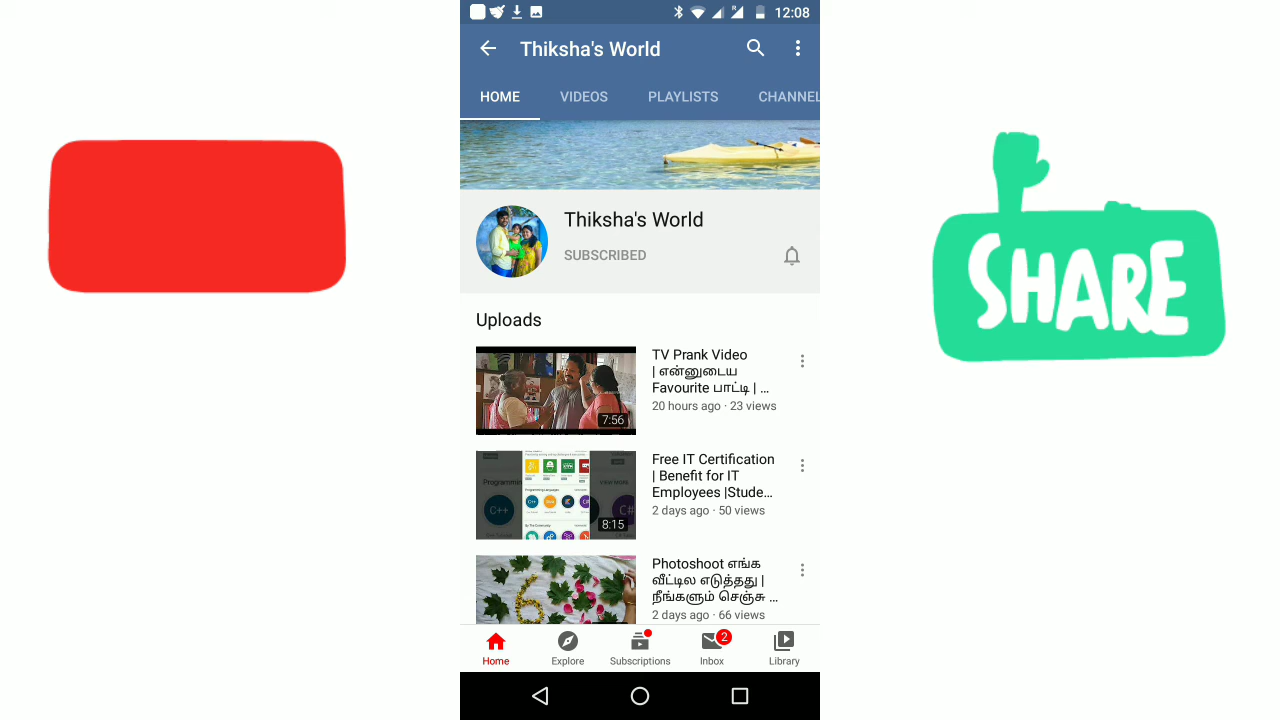 12:08
Thiksha's World
HOME VIDEOS PLAYLISTS CHANNEL
Thiksha's World
SUBSCRIBED
SHARE
Uploads
TV Prank Video
| என்னுடைய
Favourite பாட்டி | ...
20 hours ago · 23 views
7:56
Free IT Certification
| Benefit for IT
Employees |Stude...
2 days ago · 50 views
C++
C#
8:15
Photoshoot எங்க
வீட்டில எடுத்தது |
நீங்களும் செஞ்சு ...
2 days ago · 66 views
2
Home Explore Subscriptions Inbox Library